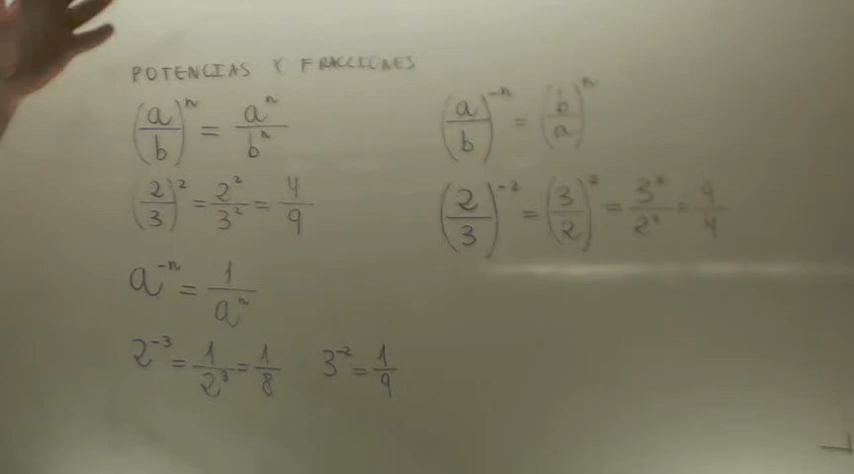 POTENCIAS Y FRACCIONES
(a/b)^n = a^n/b^n
(2/3)^2 = 2^2/3^2 = 4/9
a^-n = 1/a^n
2^-3 = 1/2^3 = 1/8   3^-2 = 1/9
(a/b)^-n = (b/a)^n
(2/3)^-2 = (3/2)^2 = 3^2/2^2 = 9/4